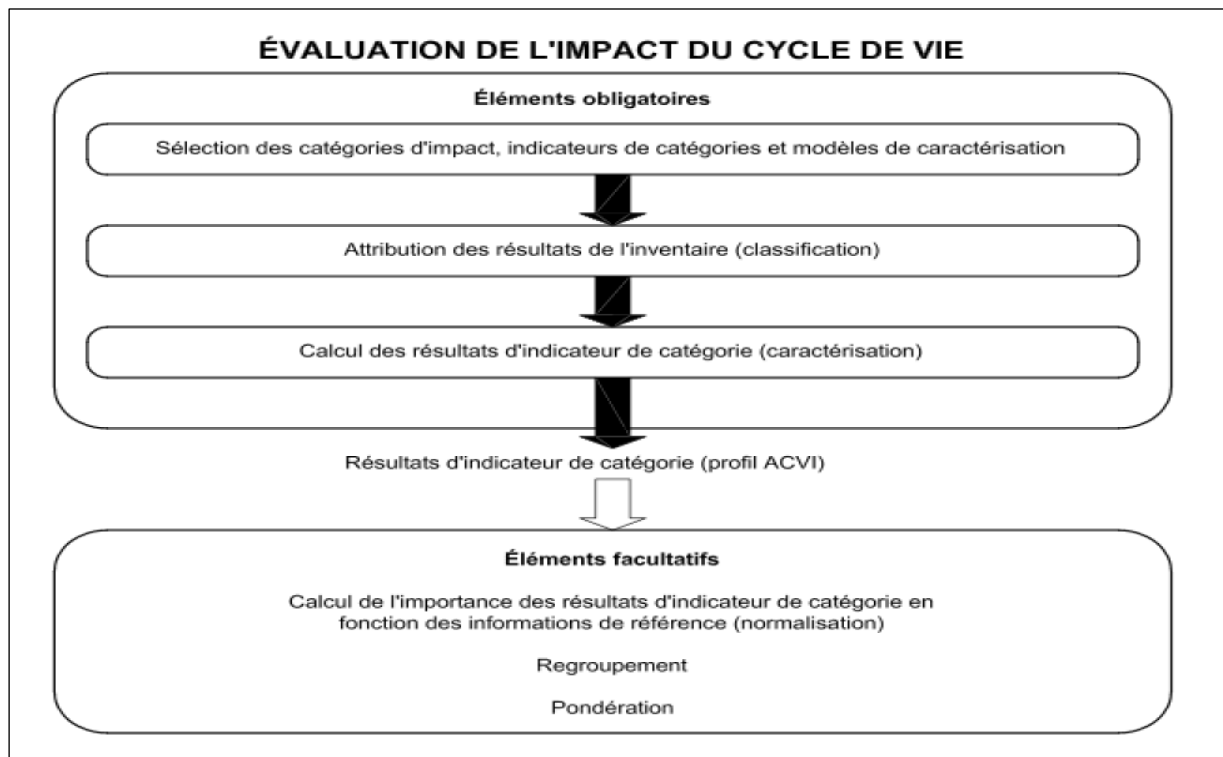 ÉVALUATION DE L'IMPACT DU CYCLE DE VIE
Éléments obligatoires
Sélection des catégories d'impact, indicateurs de catégories et modèles de caractérisation
Attribution des résultats de l'inventaire (classification)
Calcul des résultats d'indicateur de catégorie (caractérisation)
Résultats d'indicateur de catégorie (profil ACVI)
Éléments facultatifs
Calcul de l'importance des résultats d'indicateur de catégorie en
fonction des informations de référence (normalisation)
Regroupement
Pondération